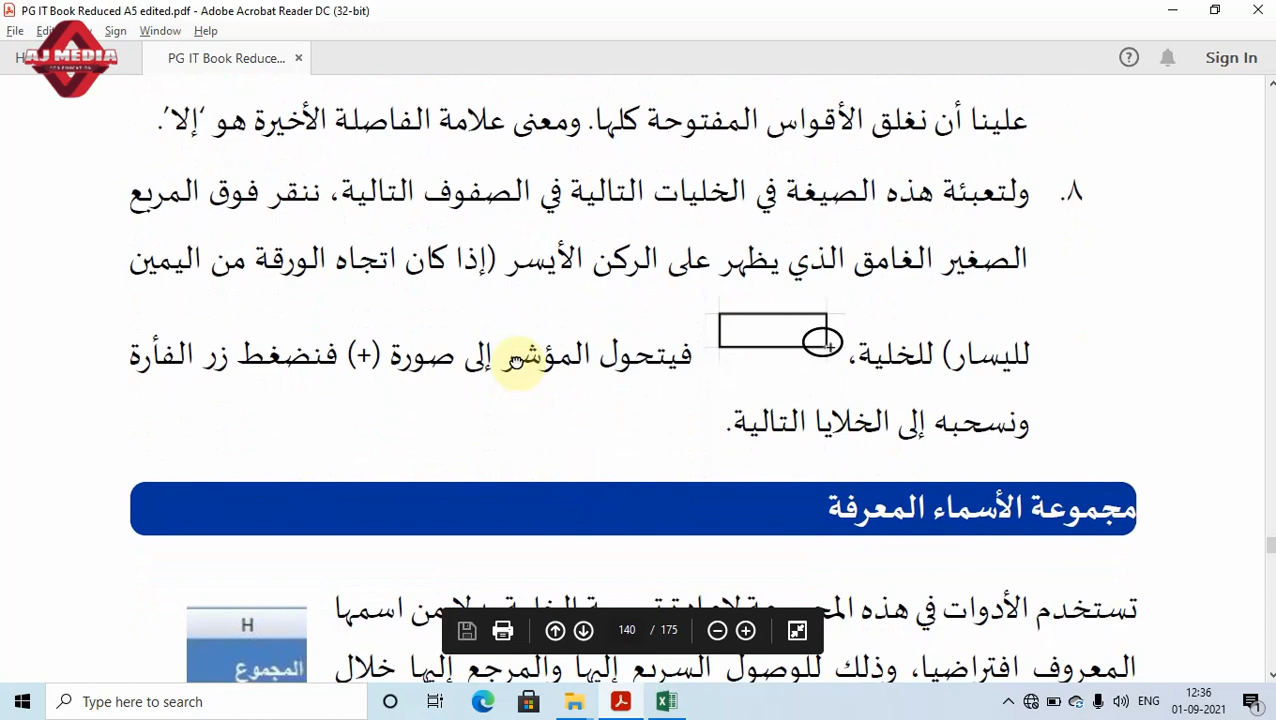 PG IT Book Reduced A5 edited.pdf - Adobe Acrobat Reader DC (32-bit)
File Sign Window Help
AJ MEDIA
PG IT Book Reduce... × Sign In
علينا أن نغلق الأقواس المفتوحة كلها. ومعنى علامة الفاصلة الأخيرة هو ‘إلا’.
٨. ولتعبئة هذه الصيغة في الخليات التالية في الصفوف التالية، ننقر فوق المربع
الصغير الغامق الذي يظهر على الركن الأيسر (إذا كان اتجاه الورقة من اليمين
لليسار) للخلية، فيتحول المؤشر إلى صورة (+) فنضغط زر الفأرة
ونسحبه إلى الخلايا التالية.
مجموعة الأسماء المعرفة
تستخدم الأدوات في هذه من اسمها
H
140 / 175
المعروف افتراضيا، وذلك للوصول السريع إليها والمرجع إليها خلال
المجموع
Type here to search
ENG
12:36
01-09-2021